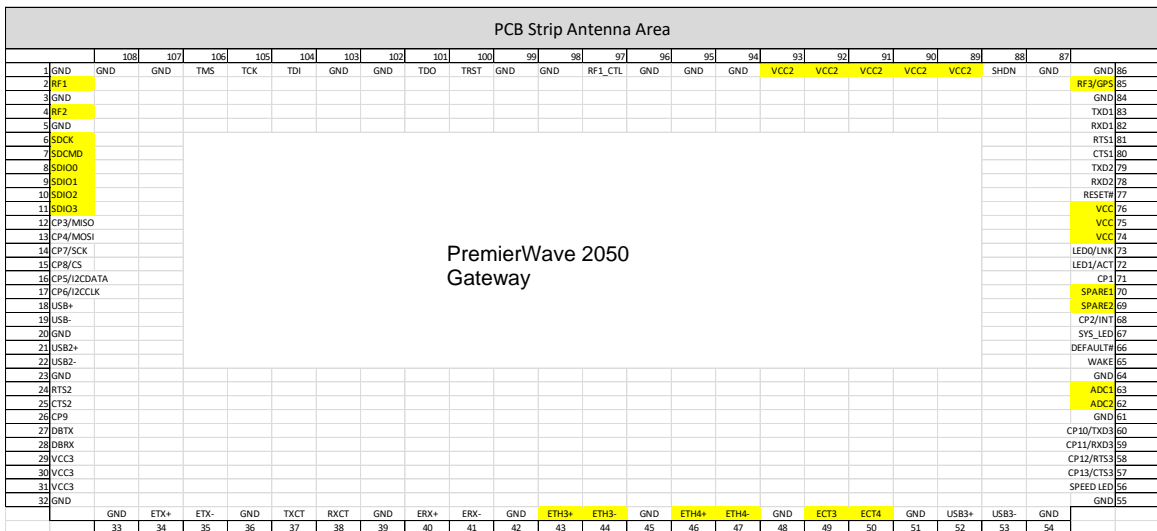 PCB Strip Antenna Area
108 107 106 105 104 103 102 101 100 99 98 97 96 95 94 93 92 91 90 89 88 87
1 GND GND GND TMS TCK TDI GND GND TDO TRST GND GND RF1_CTL GND GND GND VCC2 VCC2 VCC2 VCC2 VCC2 SHDN GND GND 86
2 RF1 RF3/GPS 85
3 GND GND 84
4 RF2 TXD1 83
5 GND RXD1 82
6 SDCK RTS1 81
7 SDCMD CTS1 80
8 SDIO0 TXD2 79
9 SDIO1 RXD2 78
10 SDIO2 RESET# 77
11 SDIO3 VCC 76
12 CP3/MISO VCC 75
13 CP4/MOSI VCC 74
14 CP7/SCK PremierWave 2050 LED0/LNK 73
15 CP8/CS LED1/ACT 72
16 CP5/I2CDATA Gateway CP1 71
17 CP6/I2CCLK SPARE1 70
18 USB+ SPARE2 69
19 USB- CP2/INT 68
20 GND SYS_LED 67
21 USB2+ DEFAULT# 66
22 USB2- WAKE 65
23 GND GND 64
24 RTS2 ADC1 63
25 CTS2 ADC2 62
26 CP9 GND 61
27 DBTX CP10/TXD3 60
28 DBRX CP11/RXD3 59
29 VCC3 CP12/RTS3 58
30 VCC3 CP13/CTS3 57
31 VCC3 SPEED LED 56
32 GND GND 55
GND ETX+ ETX- GND TXCT RXCT GND ERX+ ERX- GND ETH3+ ETH3- GND ETH4+ ETH4- GND ECT3 ECT4 GND USB3+ USB3- GND
33 34 35 36 37 38 39 40 41 42 43 44 45 46 47 48 49 50 51 52 53 54